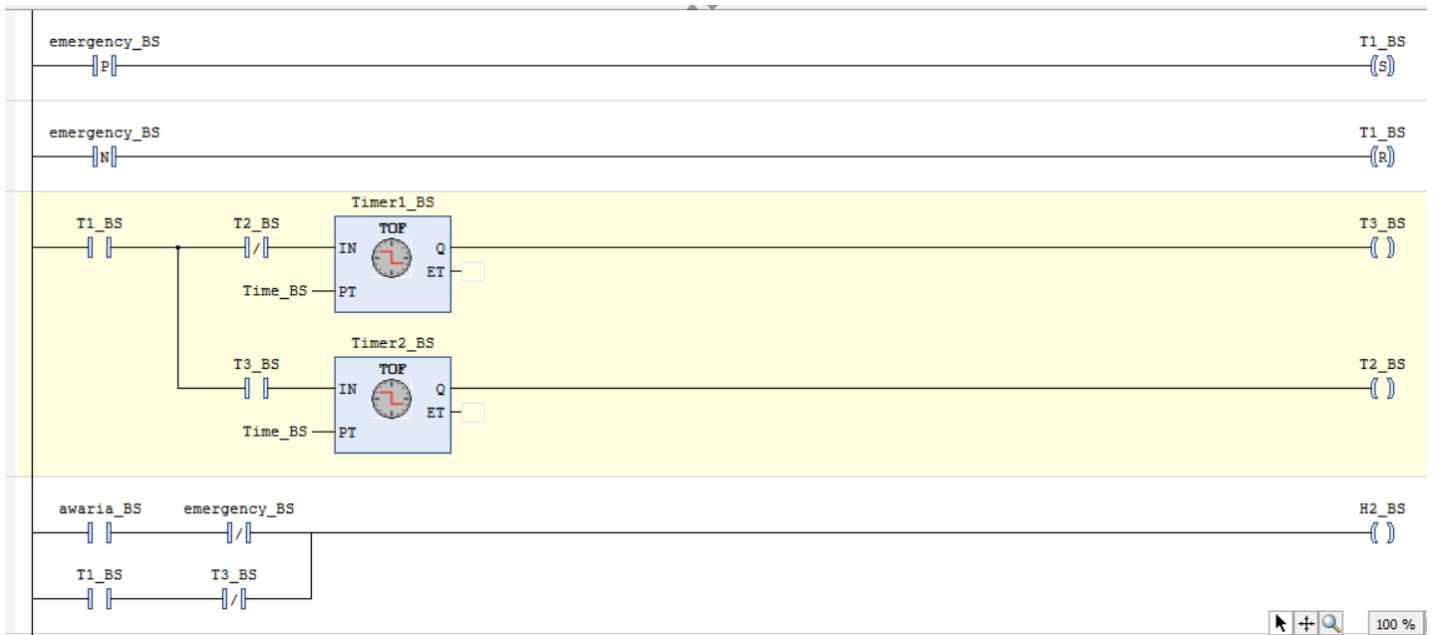 emergency_BS
T1_BS
P
S
emergency_BS
T1_BS
N
R
Timer1_BS
T1_BS
T2_BS
TOF
T3_BS
IN
Q
ET
Time_BS
PT
Timer2_BS
T3_BS
TOF
T2_BS
IN
Q
ET
Time_BS
PT
awaria_BS
emergency_BS
H2_BS
T1_BS
T3_BS
100 %